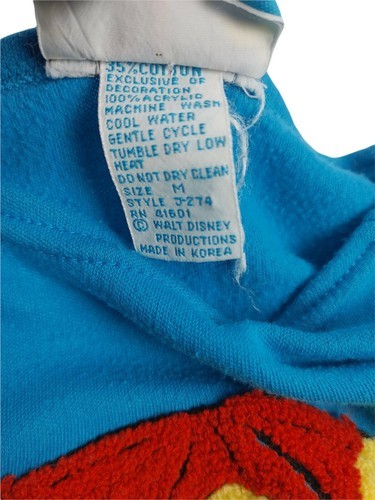 35% COTTON
EXCLUSIVE OF
DECORATION
100% ACRYLIC
MACHINE WASH
COOL WATER
GENTLE CYCLE
TUMBLE DRY LOW
HEAT
DO NOT DRY CLEAN
SIZE M
STYLE J-274
RN 41501
© WALT DISNEY
PRODUCTIONS
MADE IN KOREA